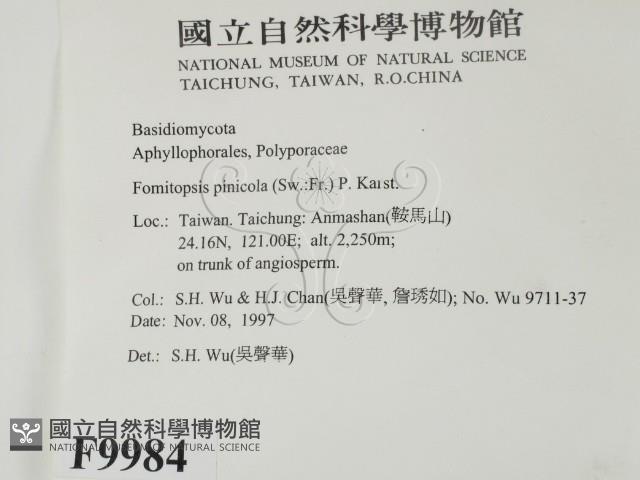 國立自然科學博物館
NATIONAL MUSEUM OF NATURAL SCIENCE
TAICHUNG, TAIWAN, R.O.CHINA
Basidiomycota
Aphyllophorales, Polyporaceae
Fomitopsis pinicola (Sw.:Fr.) P. Karst.
Loc.: Taiwan. Taichung: Anmashan(鞍馬山)
24.16N, 121.00E; alt. 2,250m;
on trunk of angiosperm.
Col.: S.H. Wu & H.J. Chan(吳聲華, 詹琇如); No. Wu 9711-37
Date: Nov. 08, 1997
Det.: S.H. Wu(吳聲華)
國立自然科學博物館
NATIONAL MUSEUM OF NATURAL SCIENCE
F9984